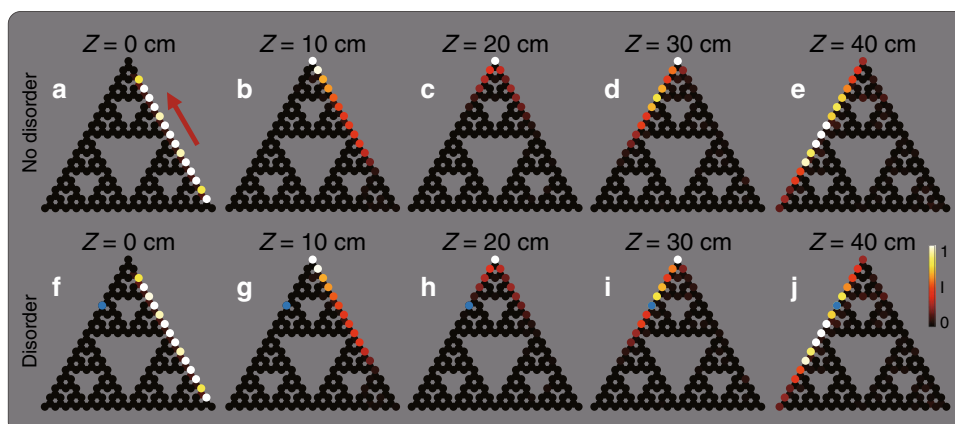 Z = 0 cm
Z = 10 cm
Z = 20 cm
Z = 30 cm
Z = 40 cm
a
b
c
d
e
No disorder
Z = 0 cm
Z = 10 cm
Z = 20 cm
Z = 30 cm
Z = 40 cm
f
g
h
i
j
1
I
0
Disorder